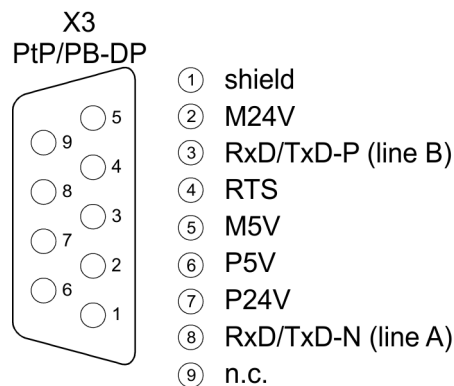 X3
PtP/PB-DP
5
9
4
8
3
7
2
6
1
1 shield
2 M24V
3 RxD/TxD-P (line B)
4 RTS
5 M5V
6 P5V
7 P24V
8 RxD/TxD-N (line A)
9 n.c.